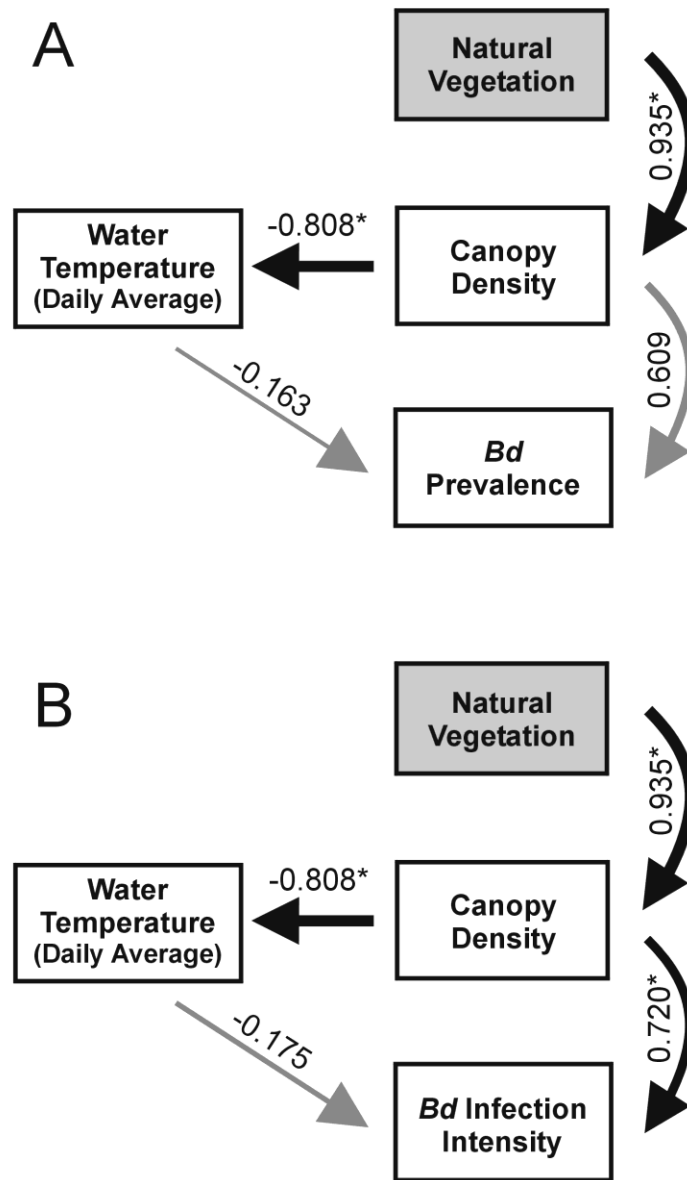 A
Natural
Vegetation
0.935*
Water
Temperature
(Daily Average)
-0.808*
Canopy
Density
-0.163
0.609
Bd
Prevalence
B
Natural
Vegetation
0.935*
Water
Temperature
(Daily Average)
-0.808*
Canopy
Density
-0.175
0.720*
Bd Infection
Intensity